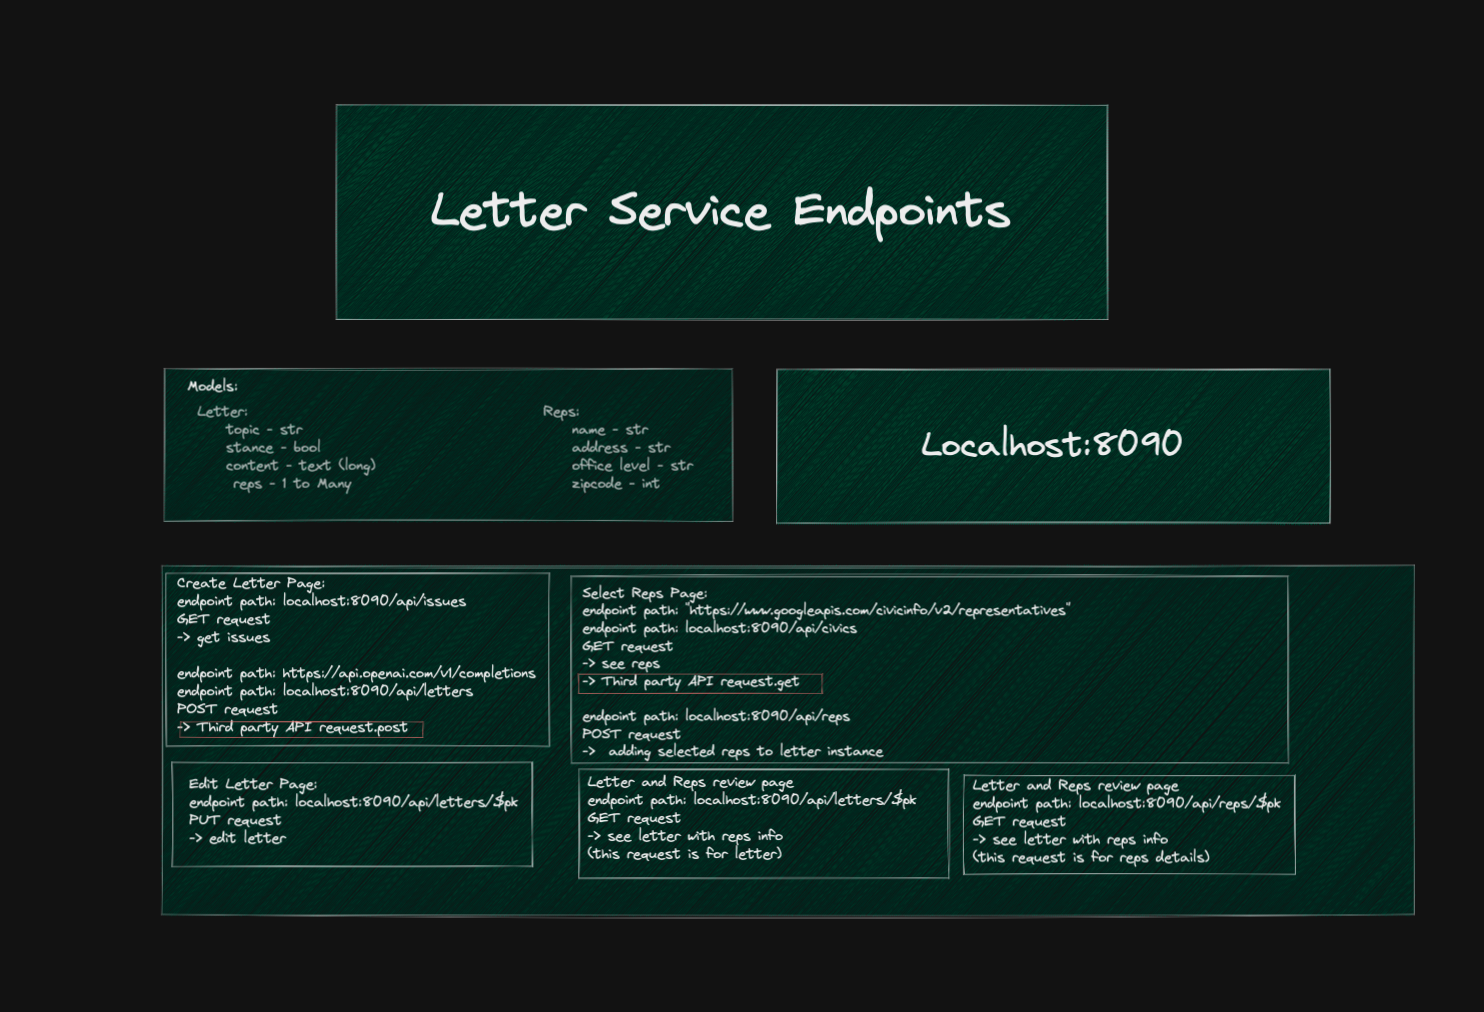 Letter Service Endpoints
Models:
Letter:
topic - str
stance - bool
content - text (long)
reps - 1 to Many
Reps:
name - str
address - str
office level - str
zipcode - int
Localhost:8090
Create Letter Page:
endpoint path: localhost:8090/api/issues
GET request
-> get issues
endpoint path: https://api.openai.com/v1/completions
endpoint path: localhost:8090/api/letters
POST request
-> Third party API request.post
Select Reps Page:
endpoint path: "https://www.googleapis.com/civicinfo/v2/representatives"
endpoint path: localhost:8090/api/civics
GET request
-> see reps
-> Third party API request.get
endpoint path: localhost:8090/api/reps
POST request
-> adding selected reps to letter instance
Edit Letter Page:
endpoint path: localhost:8090/api/letters/$pk
PUT request
-> edit letter
Letter and Reps review page
endpoint path: localhost:8090/api/letters/$pk
GET request
-> see letter with reps info
(this request is for letter)
Letter and Reps review page
endpoint path: localhost:8090/api/reps/$pk
GET request
-> see letter with reps info
(this request is for reps details)